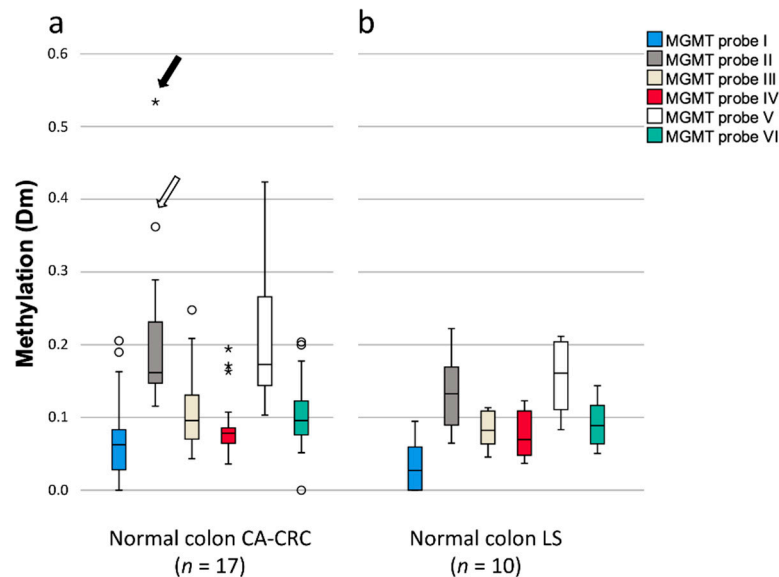 a
b
MGMT probe I
MGMT probe II
MGMT probe III
MGMT probe IV
MGMT probe V
MGMT probe VI
Methylation (Dm)
0.6
0.5
0.4
0.3
0.2
0.1
0.0
*
*
*
*
Normal colon CA-CRC
(n = 17)
Normal colon LS
(n = 10)